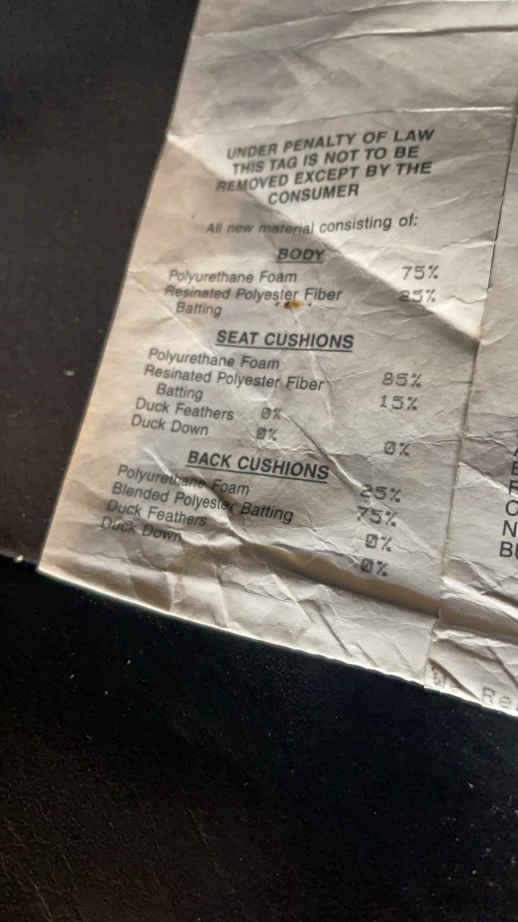 UNDER PENALTY OF LAW
THIS TAG IS NOT TO BE
REMOVED EXCEPT BY THE
CONSUMER
All new material consisting of:
BODY
Polyurethane Foam 75%
Resinated Polyester Fiber 25%
Batting
SEAT CUSHIONS
Polyurethane Foam 85%
Resinated Polyester Fiber 15%
Batting
Duck Feathers 0%
Duck Down 0% 0%
BACK CUSHIONS
Polyurethane Foam 25%
Blended Polyester Batting 75%
Duck Feathers 0%
Duck Down 0%